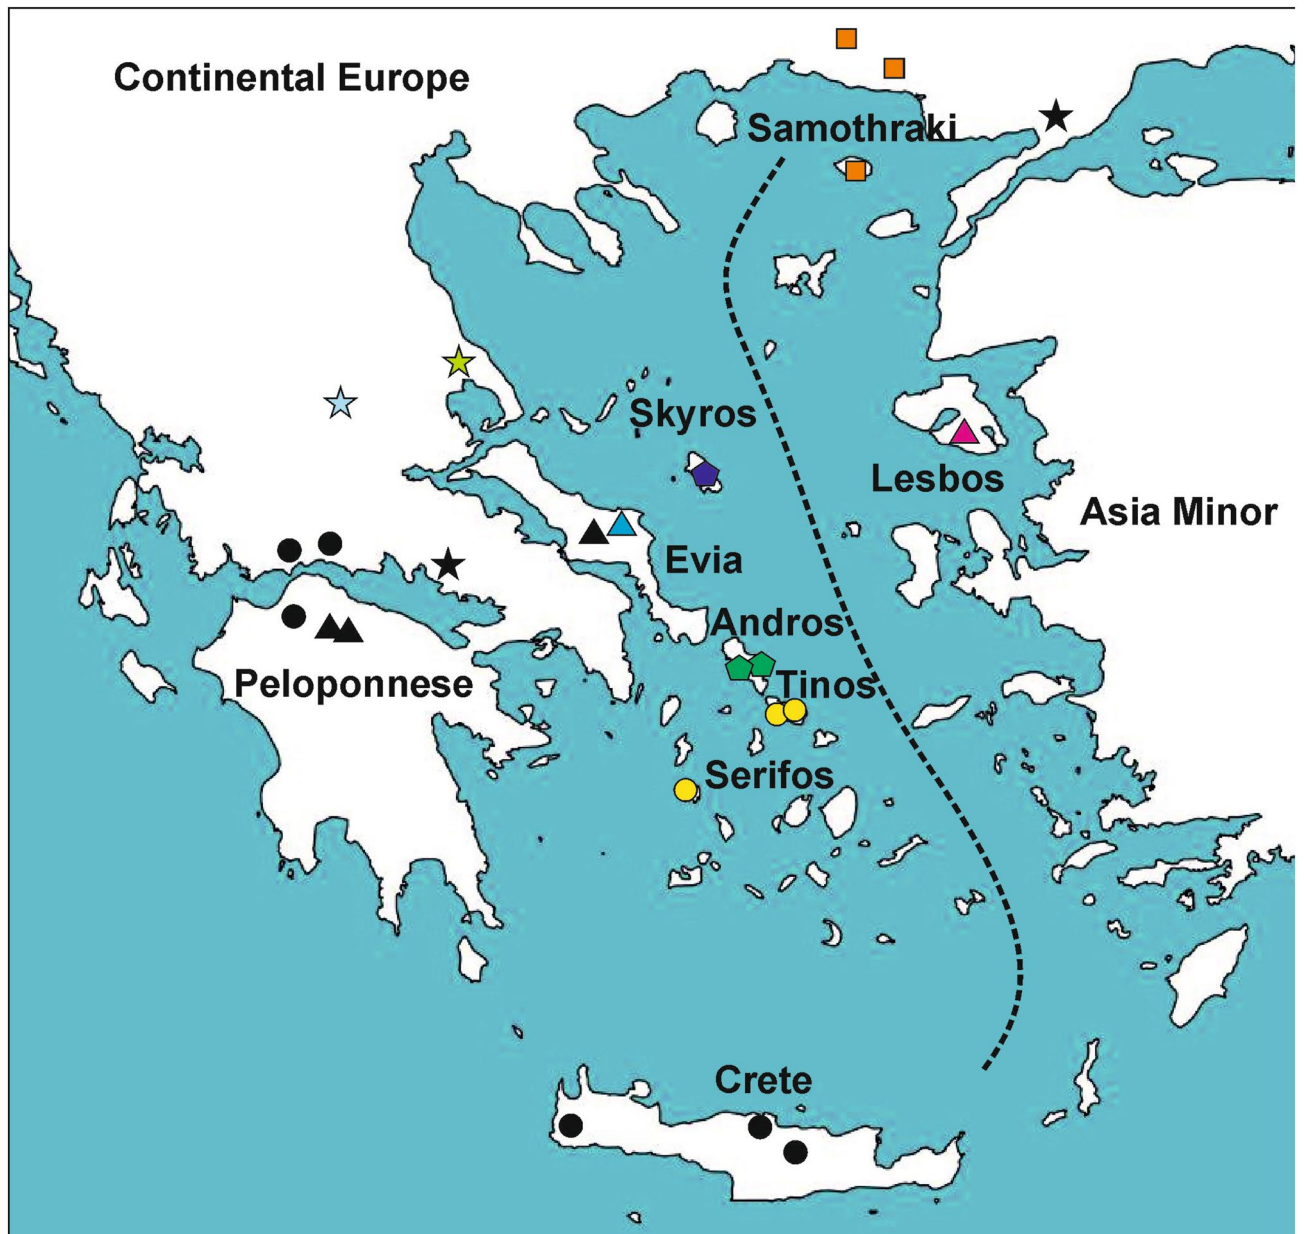 Continental Europe
Samothraki
Skyros
Lesbos
Asia Minor
Evia
Andros
Peloponnese
Tinos
Serifos
Crete